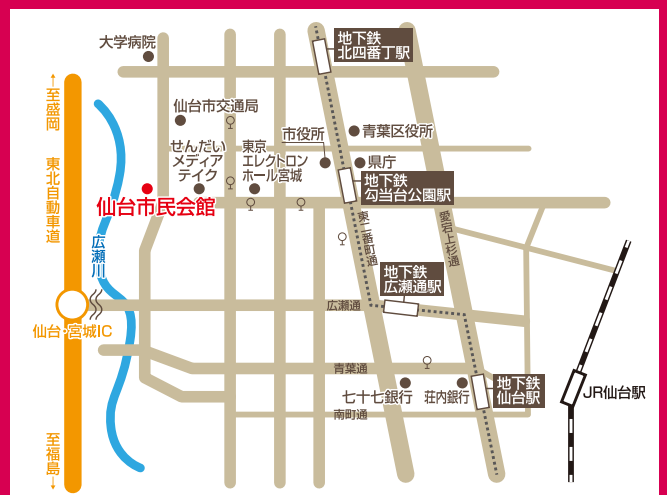 大学病院
地下鉄
北四番丁駅
↑至盛岡
仙台市交通局
市役所
青葉区役所
せんだい
メディア
テイク
東京
エレクトロン
ホール宮城
県庁
地下鉄
勾当台公園駅
東北自動車道
仙台市民会館
広瀬川
東二番町通
愛宕上杉通
地下鉄
広瀬通駅
広瀬通
仙台・宮城IC
青葉通
七十七銀行
荘内銀行
地下鉄
仙台駅
JR仙台駅
南町通
至福島↓